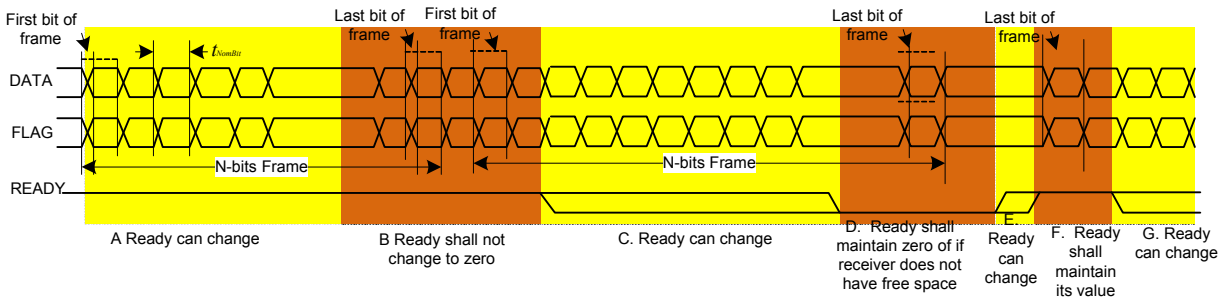 First bit of
frame
t NomBit
Last bit of
frame
First bit of
frame
Last bit of
frame
Last bit of
frame
DATA
FLAG
N-bits Frame
N-bits Frame
READY
A Ready can change
B Ready shall not
change to zero
C. Ready can change
D. Ready shall
maintain zero of if
receiver does not
have free space
E.
Ready
can
change
F. Ready
shall
maintain
its value
G. Ready
can change